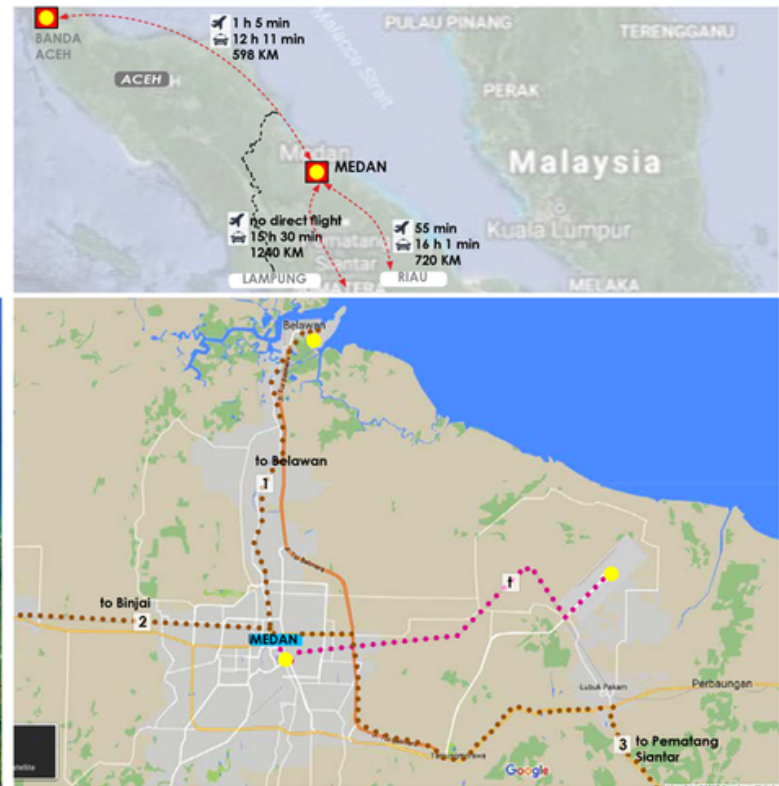 1 h 5 min
12 h 11 min
598 KM
BANDA
ACEH
ACEH
PULAU PINANG
TERENGGANU
Malacca Strait
PERAK
Medan
MEDAN
Malaysia
Kuala Lumpur
no direct flight
15 h 30 min
1240 KM
55 min
16 h 1 min
720 KM
Siantar
LAMPUNG
RIAU
MELAKA
Belawan
to Belawan
1
t
to Binjai
2
MEDAN
Lubuk Pakam
Perbaungan
3
to Pematang
Siantar
Google